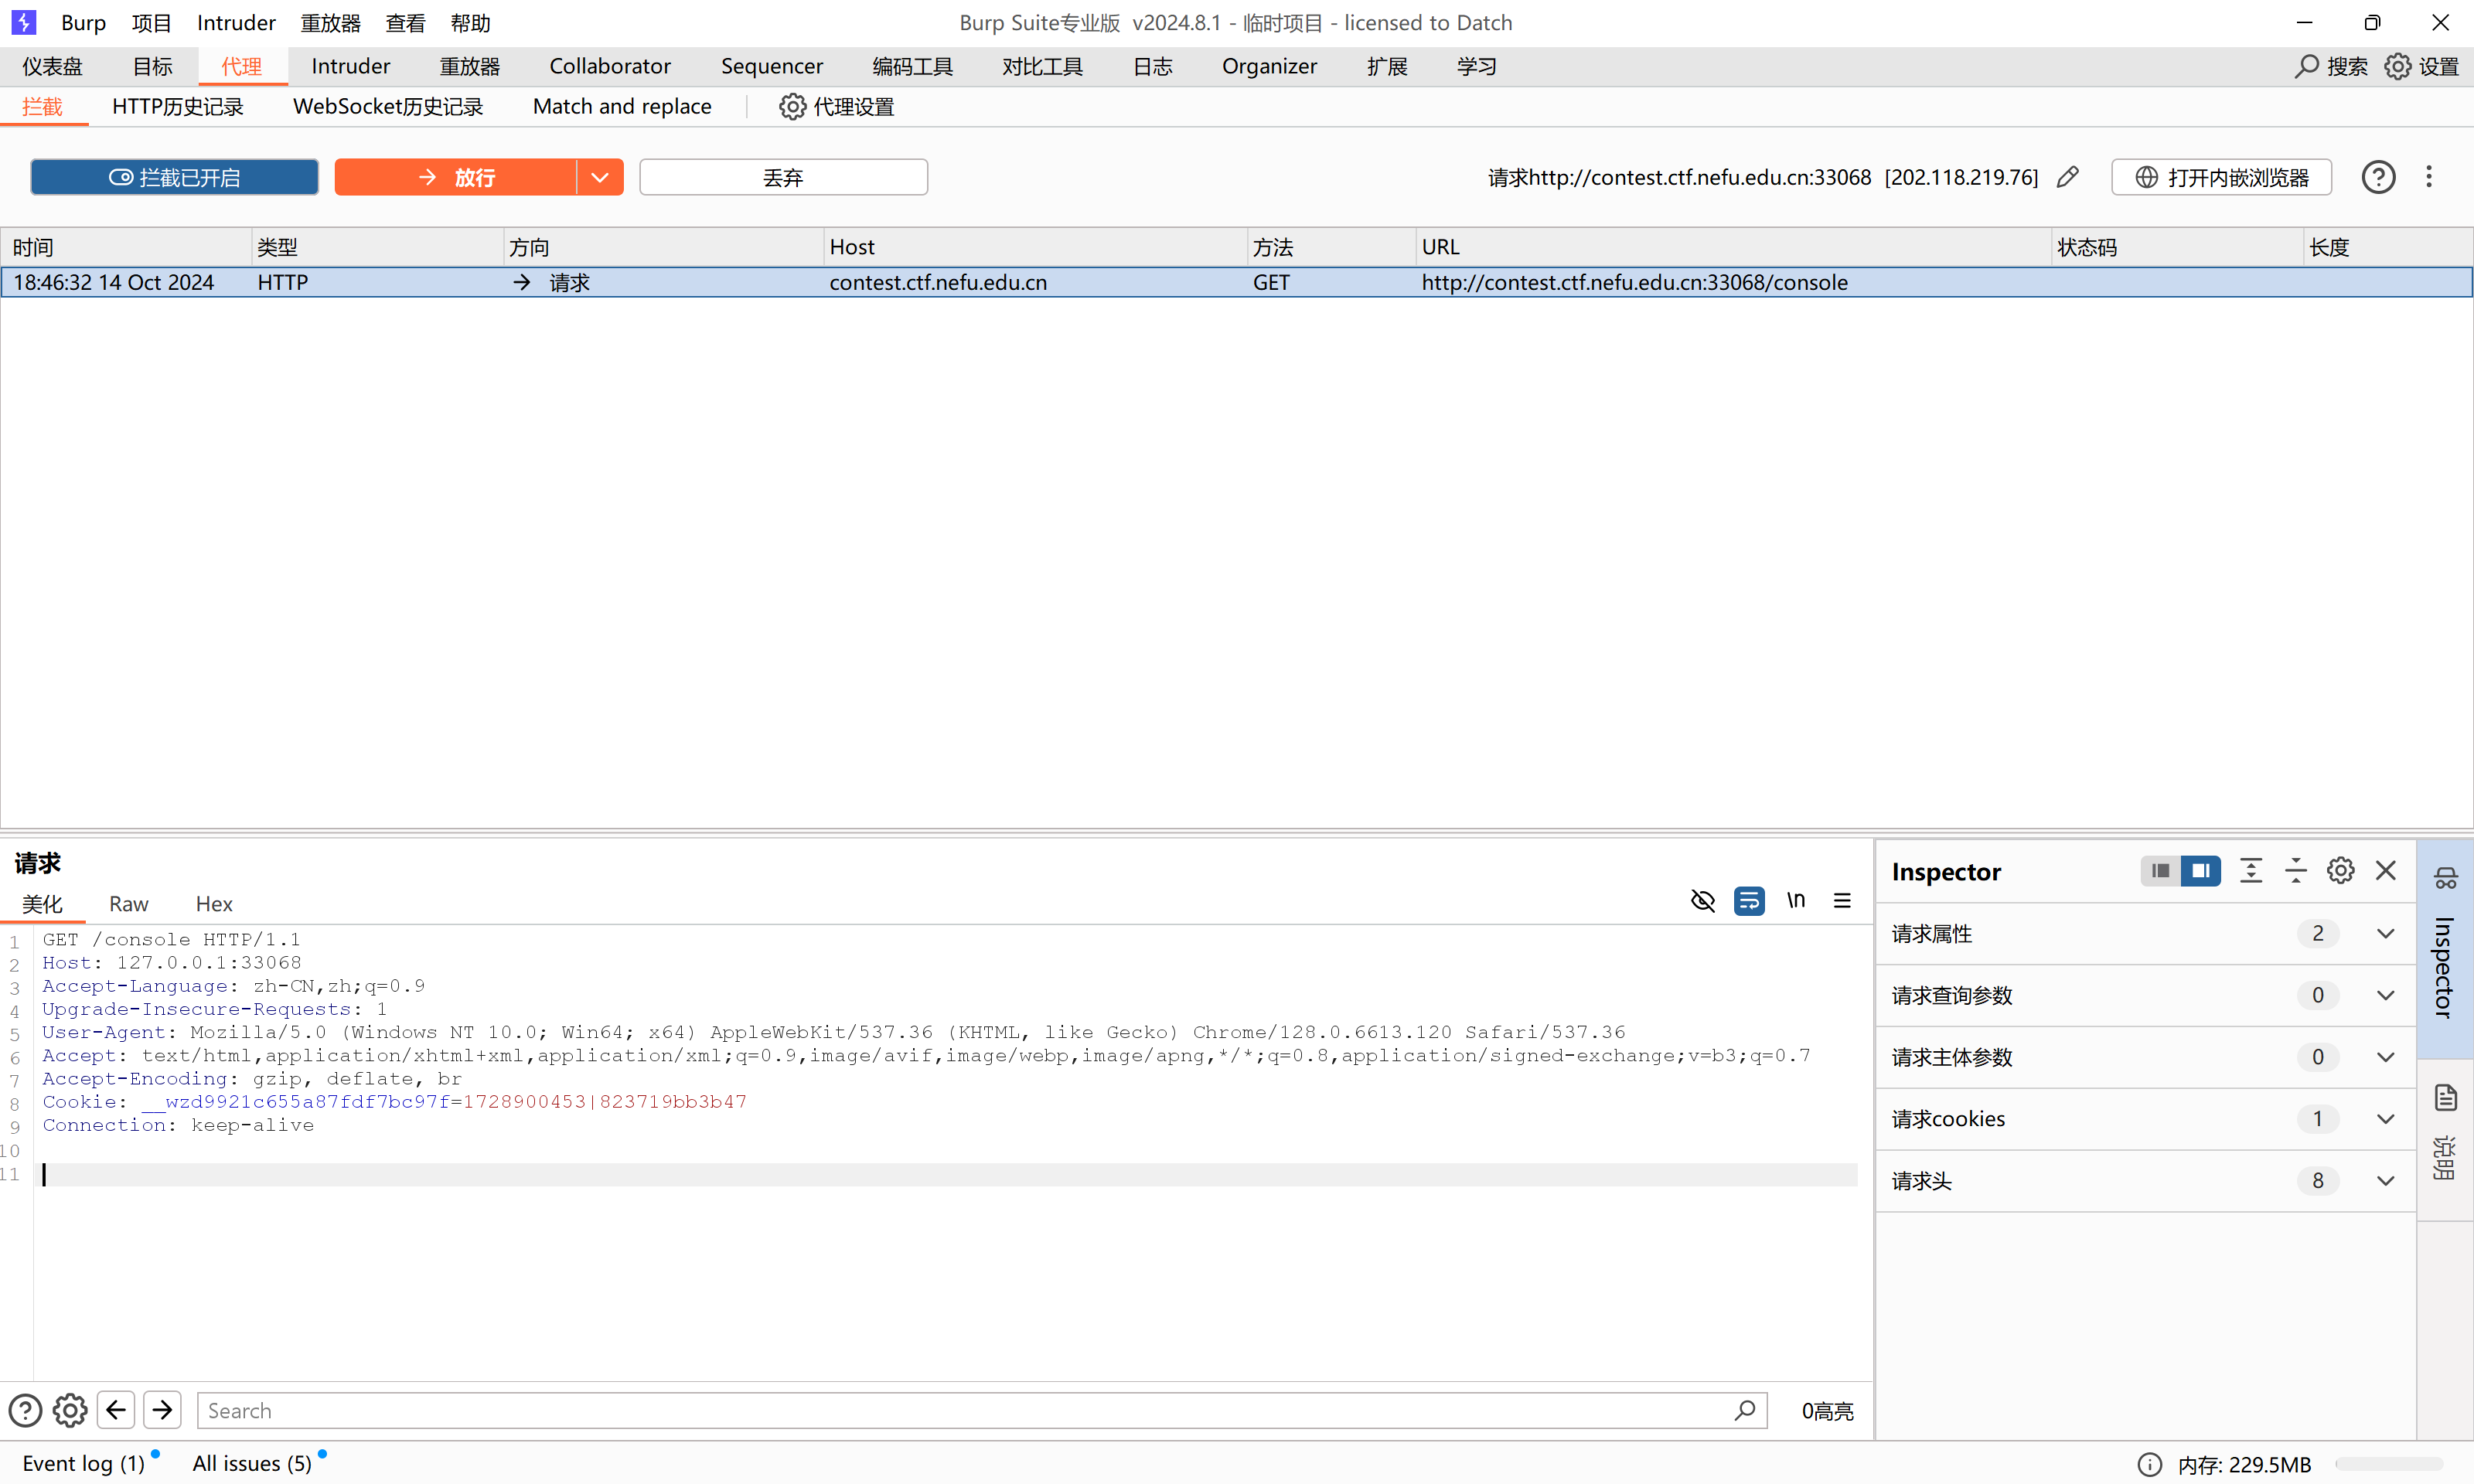 Burp 项目 Intruder 重放器 查看 帮助 Burp Suite专业版 v2024.8.1 - 临时项目 - licensed to Datch
仪表盘 目标 代理 Intruder 重放器 Collaborator Sequencer 编码工具 对比工具 日志 Organizer 扩展 学习 搜索 设置
拦截 HTTP历史记录 WebSocket历史记录 Match and replace 代理设置
拦截已开启 放行 丢弃 请求http://contest.ctf.nefu.edu.cn:33068 [202.118.219.76] 打开内嵌浏览器
时间 类型 方向 Host 方法 URL 状态码 长度
18:46:32 14 Oct 2024 HTTP → 请求 contest.ctf.nefu.edu.cn GET http://contest.ctf.nefu.edu.cn:33068/console
请求
美化 Raw Hex \n
1 GET /console HTTP/1.1
2 Host: 127.0.0.1:33068
3 Accept-Language: zh-CN,zh;q=0.9
4 Upgrade-Insecure-Requests: 1
5 User-Agent: Mozilla/5.0 (Windows NT 10.0; Win64; x64) AppleWebKit/537.36 (KHTML, like Gecko) Chrome/128.0.6613.120 Safari/537.36
6 Accept: text/html,application/xhtml+xml,application/xml;q=0.9,image/avif,image/webp,image/apng,*/*;q=0.8,application/signed-exchange;v=b3;q=0.7
7 Accept-Encoding: gzip, deflate, br
8 Cookie: __wzd9921c655a87fdf7bc97f=1728900453|823719bb3b47
9 Connection: keep-alive
10
11
Inspector
请求属性 2
请求查询参数 0
请求主体参数 0
请求cookies 1
请求头 8
Inspector
说明
Search 0高亮
Event log (1) All issues (5) 内存: 229.5MB